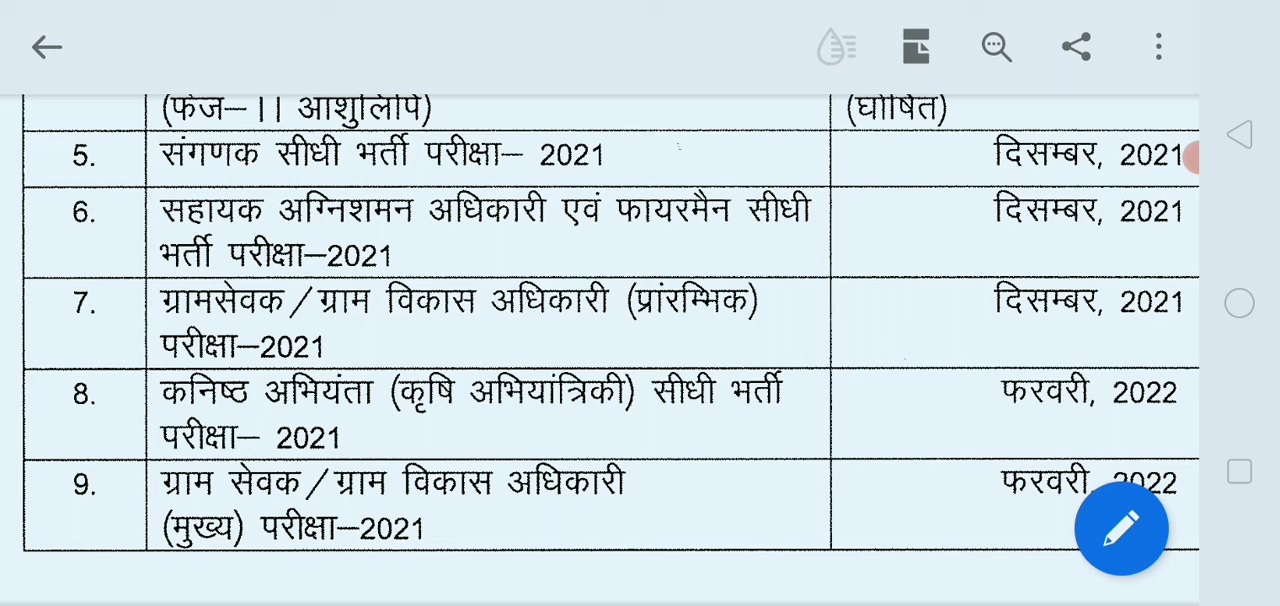 (फेज– II आशुलिपि) (घोषित)
5. संगणक सीधी भर्ती परीक्षा– 2021 दिसम्बर, 2021
6. सहायक अग्निशमन अधिकारी एवं फायरमैन सीधी दिसम्बर, 2021
भर्ती परीक्षा–2021
7. ग्रामसेवक/ग्राम विकास अधिकारी (प्रांरम्भिक) दिसम्बर, 2021
परीक्षा–2021
8. कनिष्ठ अभियंता (कृषि अभियांत्रिकी) सीधी भर्ती फरवरी, 2022
परीक्षा– 2021
9. ग्राम सेवक/ग्राम विकास अधिकारी फरवरी, 2022
(मुख्य) परीक्षा–2021